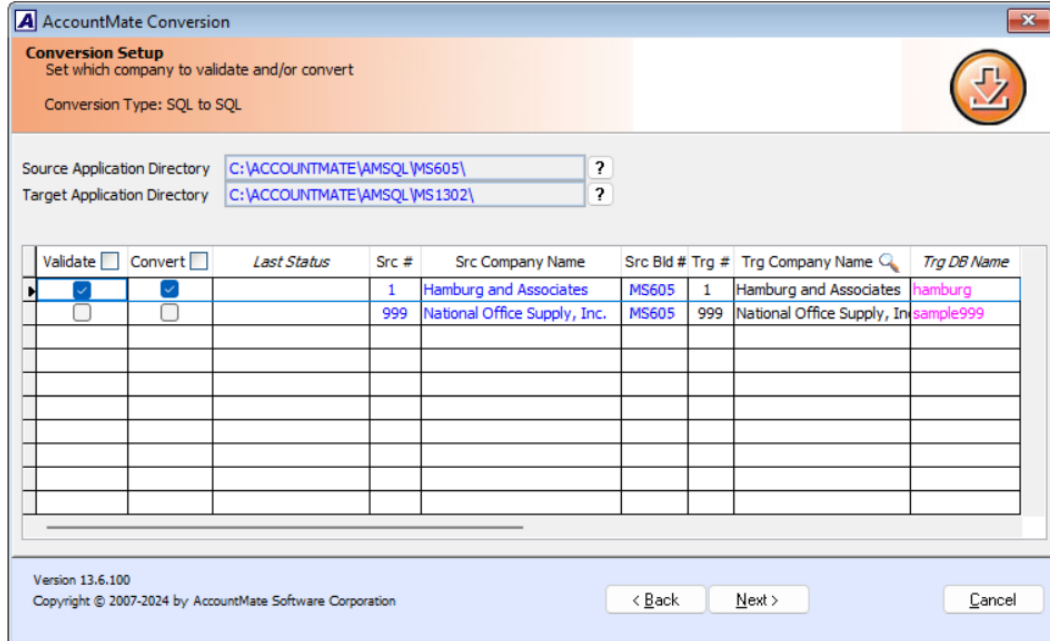 AccountMate Conversion
Conversion Setup
Set which company to validate and/or convert
Conversion Type: SQL to SQL
Source Application Directory C:\ACCOUNTMATE\AMSQL\MS605\ ?
Target Application Directory C:\ACCOUNTMATE\AMSQL\MS1302\ ?
Validate Convert Last Status Src # Src Company Name Src Bld # Trg # Trg Company Name Trg DB Name
1 Hamburg and Associates MS605 1 Hamburg and Associates hamburg
999 National Office Supply, Inc. MS605 999 National Office Supply, In sample999
Version 13.6.100
Copyright © 2007-2024 by AccountMate Software Corporation
< Back Next > Cancel